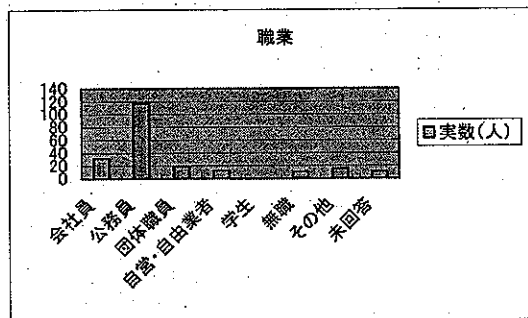 職業
140
120
100
80
60
40
20
0
会社員
公務員
団体職員
自営・自由業者
学生
無職
その他
未回答
実数(人)